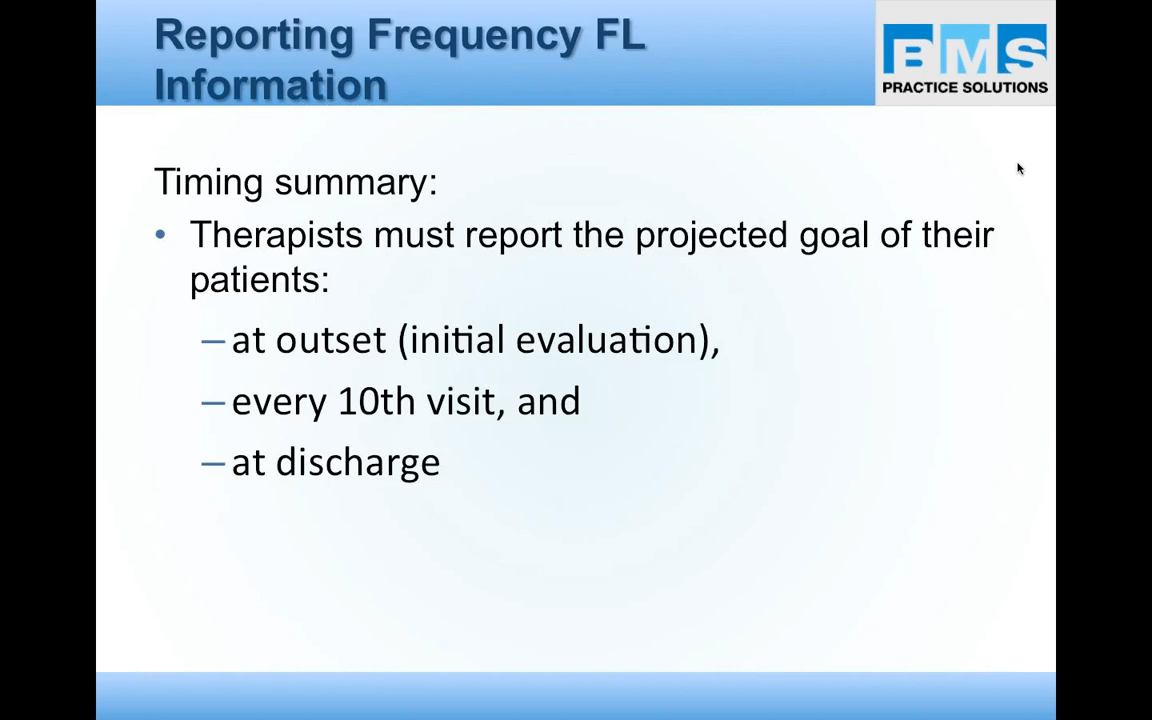 Reporting Frequency FL
Information
BMS
PRACTICE SOLUTIONS
Timing summary:
• Therapists must report the projected goal of their
patients:
– at outset (initial evaluation),
– every 10th visit, and
– at discharge